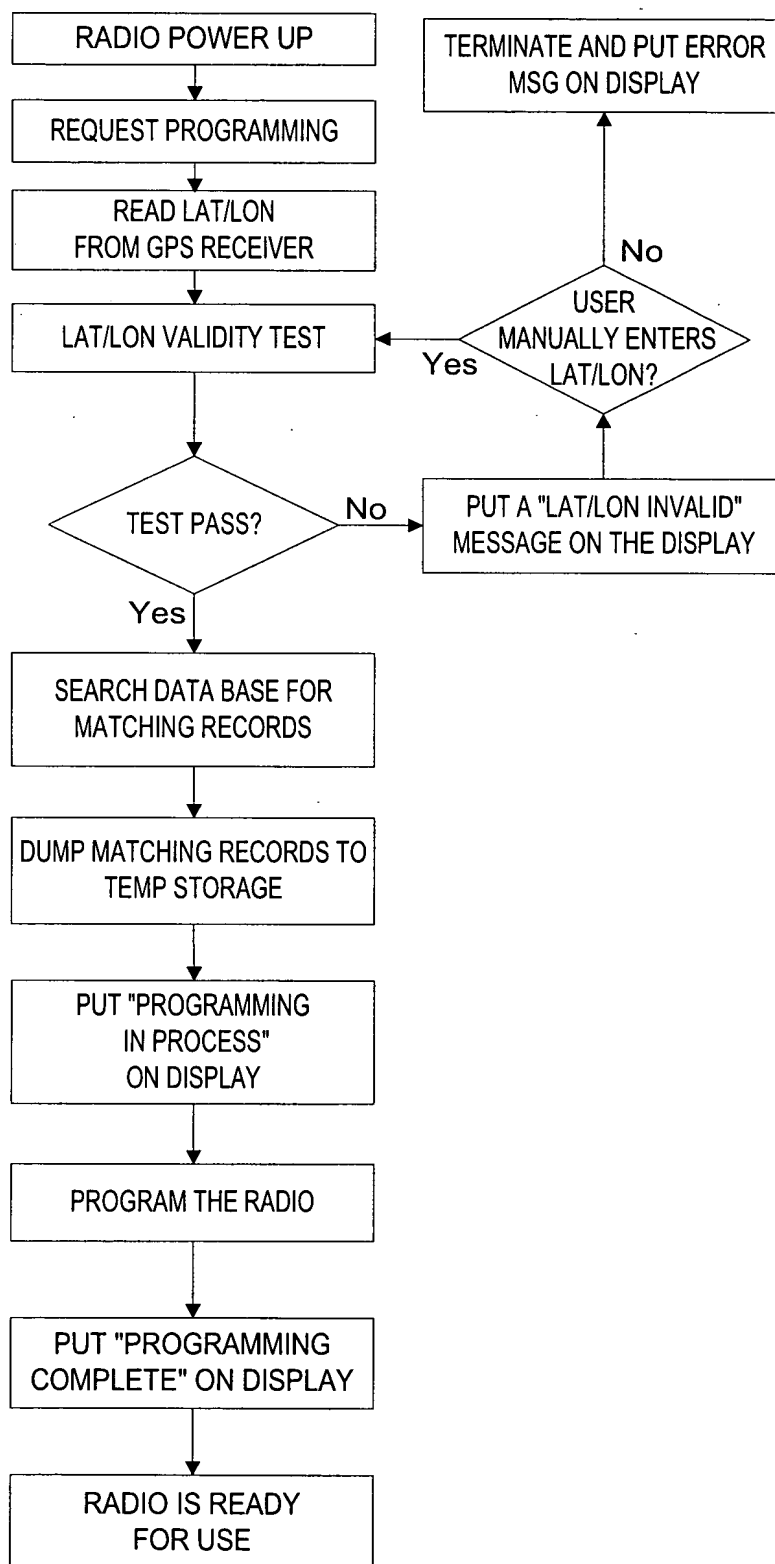 RADIO POWER UP
REQUEST PROGRAMMING
READ LAT/LON
FROM GPS RECEIVER
LAT/LON VALIDITY TEST
TEST PASS?
No
Yes
PUT A "LAT/LON INVALID"
MESSAGE ON THE DISPLAY
USER
MANUALLY ENTERS
LAT/LON?
Yes
No
TERMINATE AND PUT ERROR
MSG ON DISPLAY
SEARCH DATA BASE FOR
MATCHING RECORDS
DUMP MATCHING RECORDS TO
TEMP STORAGE
PUT "PROGRAMMING
IN PROCESS"
ON DISPLAY
PROGRAM THE RADIO
PUT "PROGRAMMING
COMPLETE" ON DISPLAY
RADIO IS READY
FOR USE